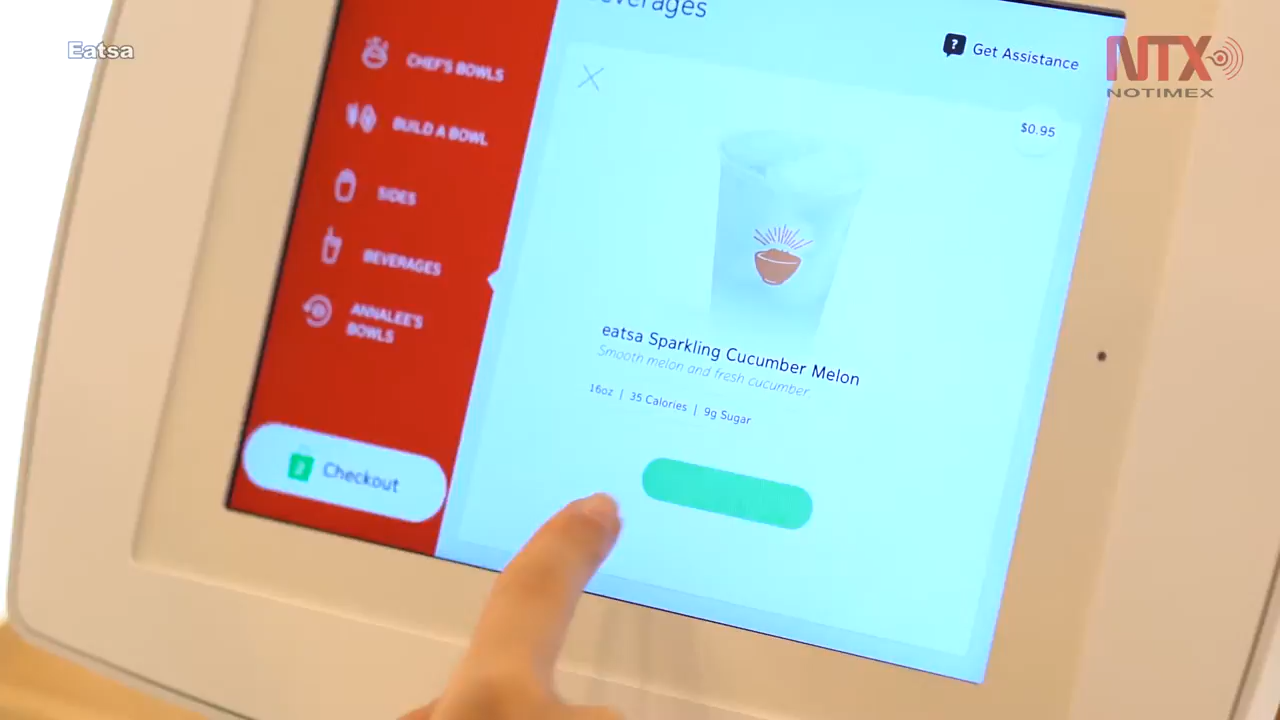 Eatsa
Beverages
Get Assistance
NTX
NOTIMEX
CHEF'S BOWLS
BUILD A BOWL
SIDES
BEVERAGES
ANNALEE'S
BOWLS
Checkout
$0.95
eatsa Sparkling Cucumber Melon
Smooth melon and fresh cucumber.
16oz | 35 Calories | 9g Sugar